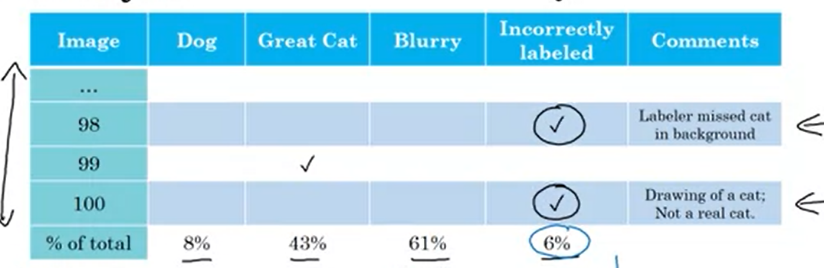 Image Dog Great Cat Blurry Incorrectly labeled Comments
...
98 ✓ Labeler missed cat in background
99 ✓
100 ✓ Drawing of a cat; Not a real cat.
% of total 8% 43% 61% 6%